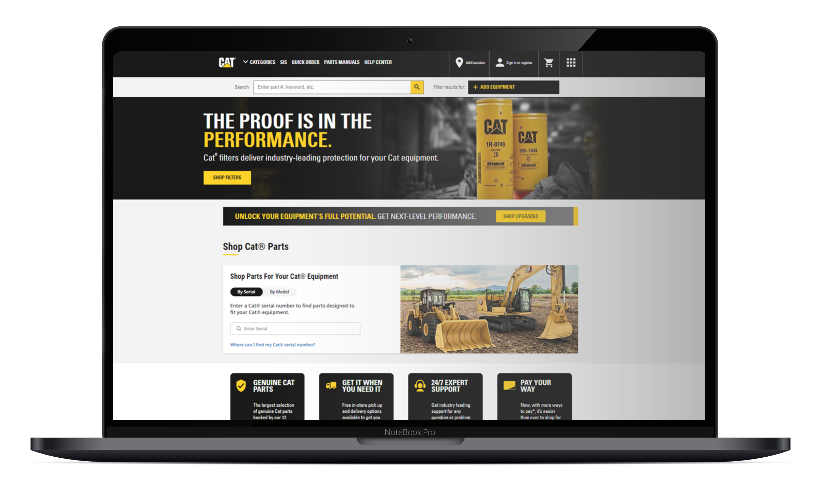 CAT
CATEGORIES SIS QUICK ORDER PARTS MANUALS HELP CENTER
Add Location
Sign in or register
Search
Enter part #, keyword, etc.
Filter results for:
+ ADD EQUIPMENT
THE PROOF IS IN THE
PERFORMANCE.
Cat® filters deliver industry-leading protection for your Cat equipment.
SHOP FILTERS
CAT
1R-0749
Advanced
CAT
Advanced
UNLOCK YOUR EQUIPMENT'S FULL POTENTIAL. GET NEXT-LEVEL PERFORMANCE.
SHOP UPGRADES
Shop Cat® Parts
Shop Parts For Your Cat® Equipment
By Serial
By Model
Enter a Cat® serial number to find parts designed to
fit your Cat® equipment.
Enter Serial
Where can I find my Cat® serial number?
GENUINE CAT
PARTS
The largest selection
of genuine Cat parts
backed by our 12
GET IT WHEN
YOU NEED IT
Free in-store pick up
and delivery options
available to get you
24/7 EXPERT
SUPPORT
Get industry leading
support for any
question or problem
PAY YOUR
WAY
Now, with more ways
to pay*, it's easier
than ever to shop for
NoteBook Pro